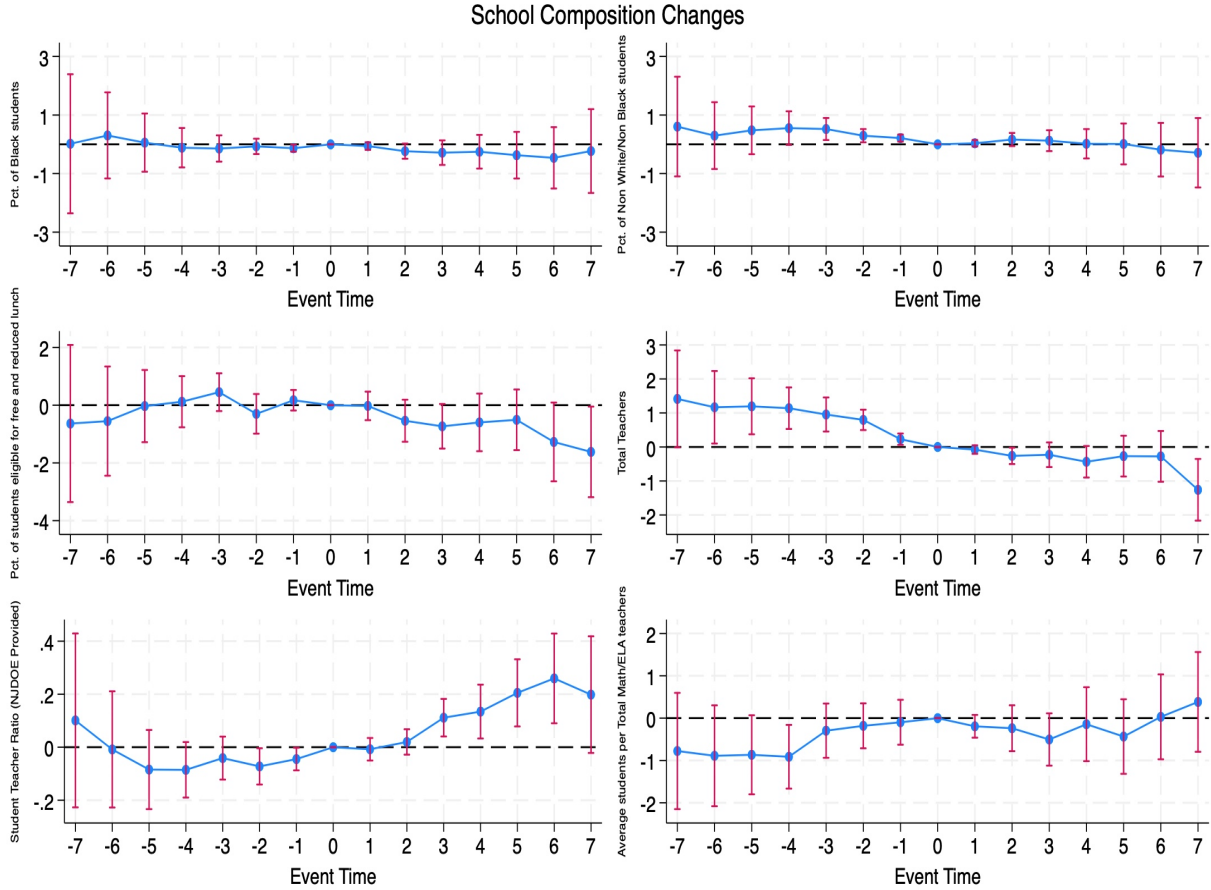 School Composition Changes
Pct. of Black students
3
1
-1
-3
-7 -6 -5 -4 -3 -2 -1 0 1 2 3 4 5 6 7
Event Time
Pct. of Non White/Non Black students
3
1
-1
-3
-7 -6 -5 -4 -3 -2 -1 0 1 2 3 4 5 6 7
Event Time
Pct. of students eligible for free and reduced lunch
2
0
-2
-4
-7 -6 -5 -4 -3 -2 -1 0 1 2 3 4 5 6 7
Event Time
Total Teachers
3
2
1
0
-1
-2
-7 -6 -5 -4 -3 -2 -1 0 1 2 3 4 5 6 7
Event Time
Student Teacher Ratio (NJDOE Provided)
.4
.2
0
-.2
-7 -6 -5 -4 -3 -2 -1 0 1 2 3 4 5 6 7
Event Time
Average students per Total Math/ELA teachers
2
1
0
-1
-2
-7 -6 -5 -4 -3 -2 -1 0 1 2 3 4 5 6 7
Event Time